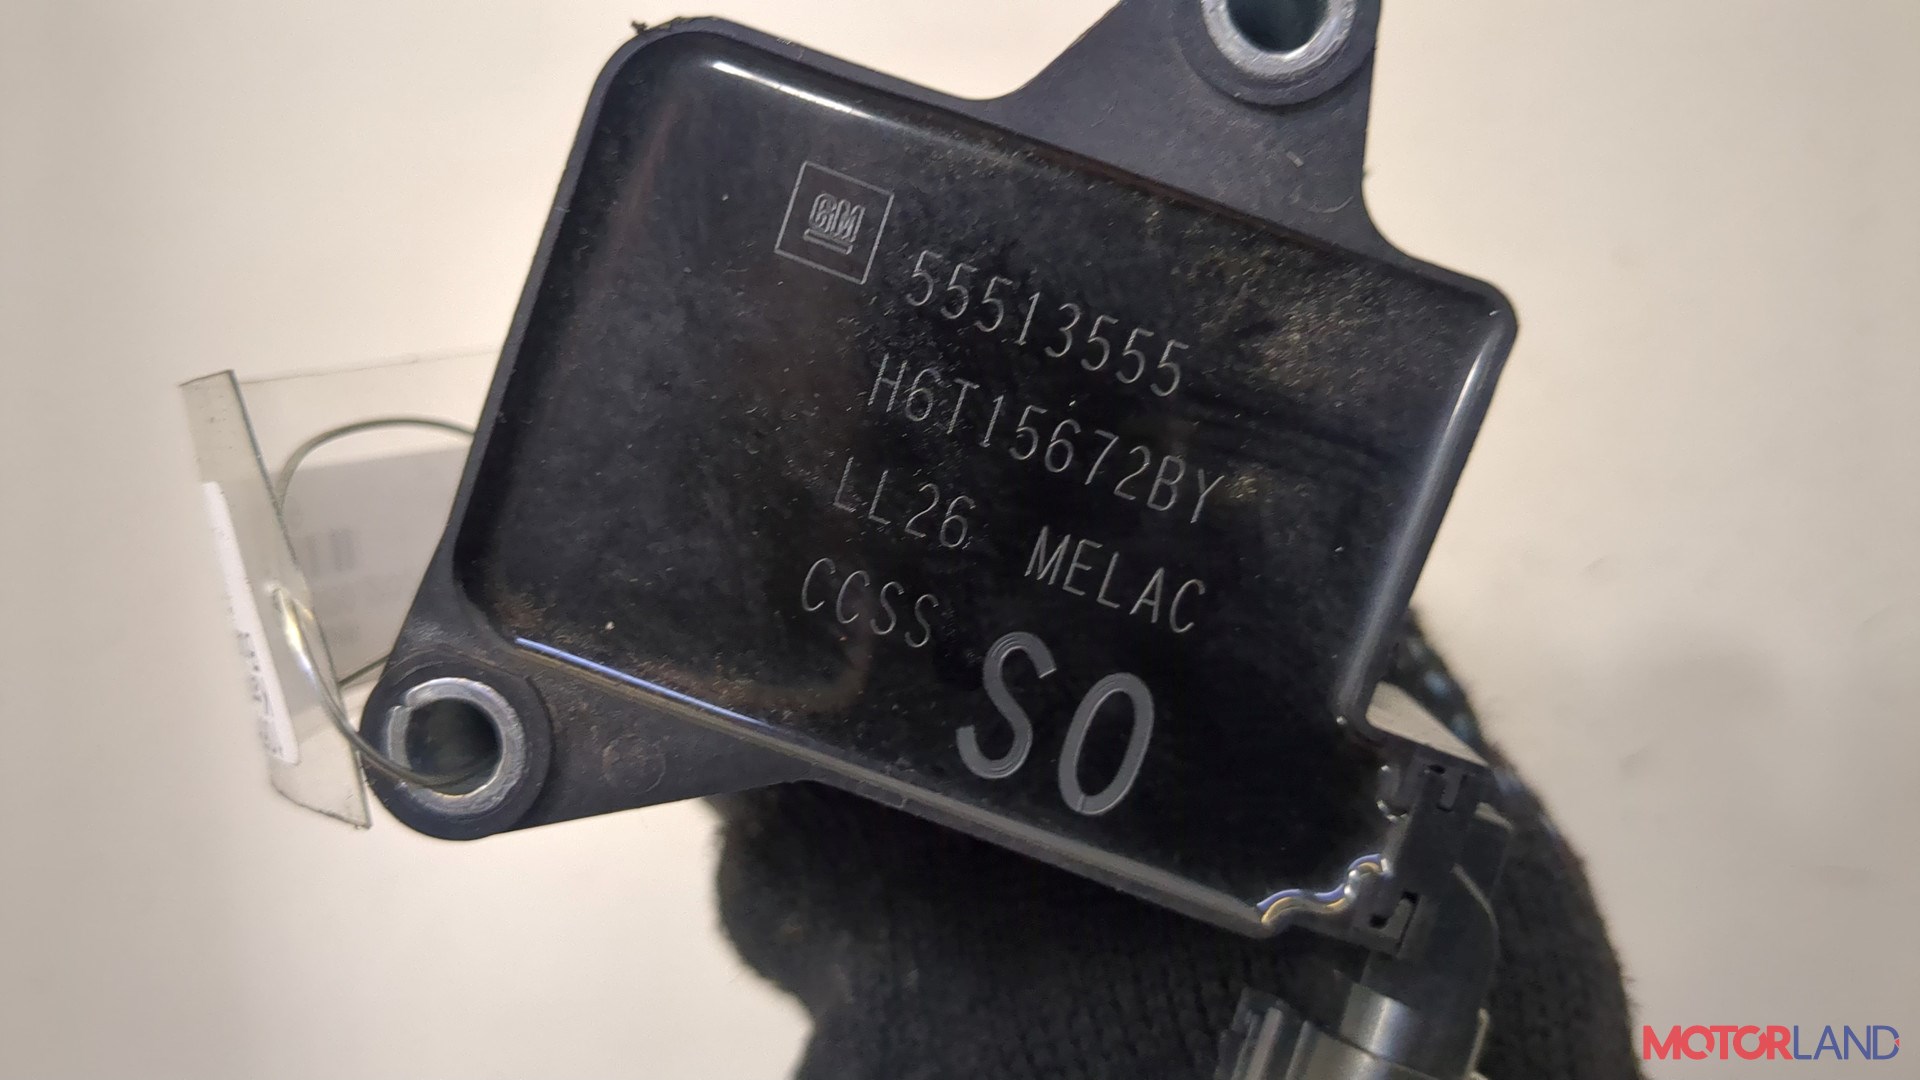 GM
55513555
H6T15672BY
LL26 MELAC
CCSS
SO
MOTORLAND